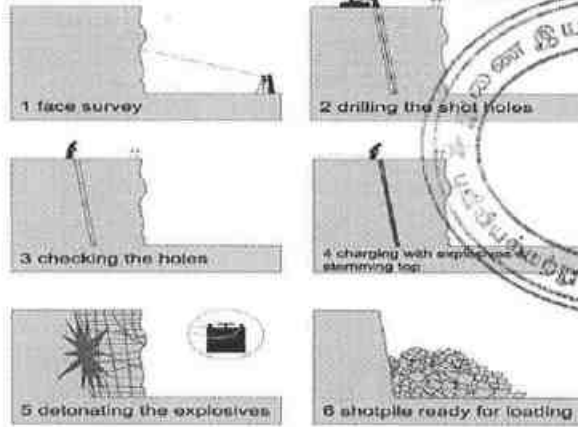 1 face survey
2 drilling the shot holes
3 checking the holes
4 charging with explosives
stemming top
5 detonating the explosives
6 shotpile ready for loading